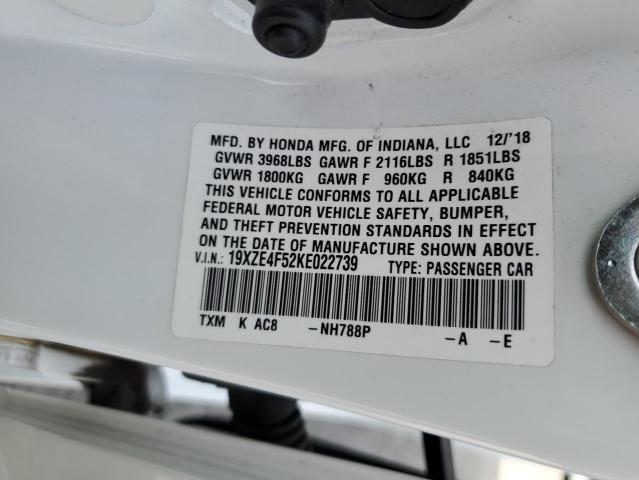 MFD. BY HONDA MFG. OF INDIANA, LLC 12/'18
GVWR 3968LBS GAWR F 2116LBS R 1851LBS
GVWR 1800KG GAWR F 960KG R 840KG
THIS VEHICLE CONFORMS TO ALL APPLICABLE
FEDERAL MOTOR VEHICLE SAFETY, BUMPER,
AND THEFT PREVENTION STANDARDS IN EFFECT
ON THE DATE OF MANUFACTURE SHOWN ABOVE.
V.I.N.: 19XZE4F52KE022739 TYPE: PASSENGER CAR
TXM K AC8 -NH788P -A -E